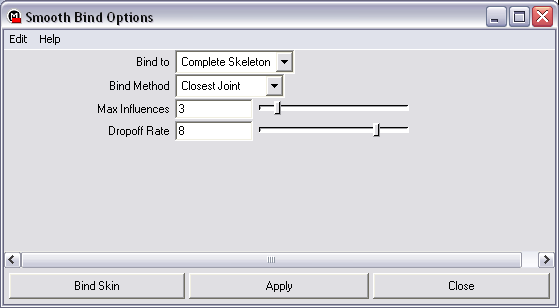 Smooth Bind Options
Edit Help
Bind to Complete Skeleton
Bind Method Closest Joint
Max Influences 3
Dropoff Rate 8
Bind Skin Apply Close